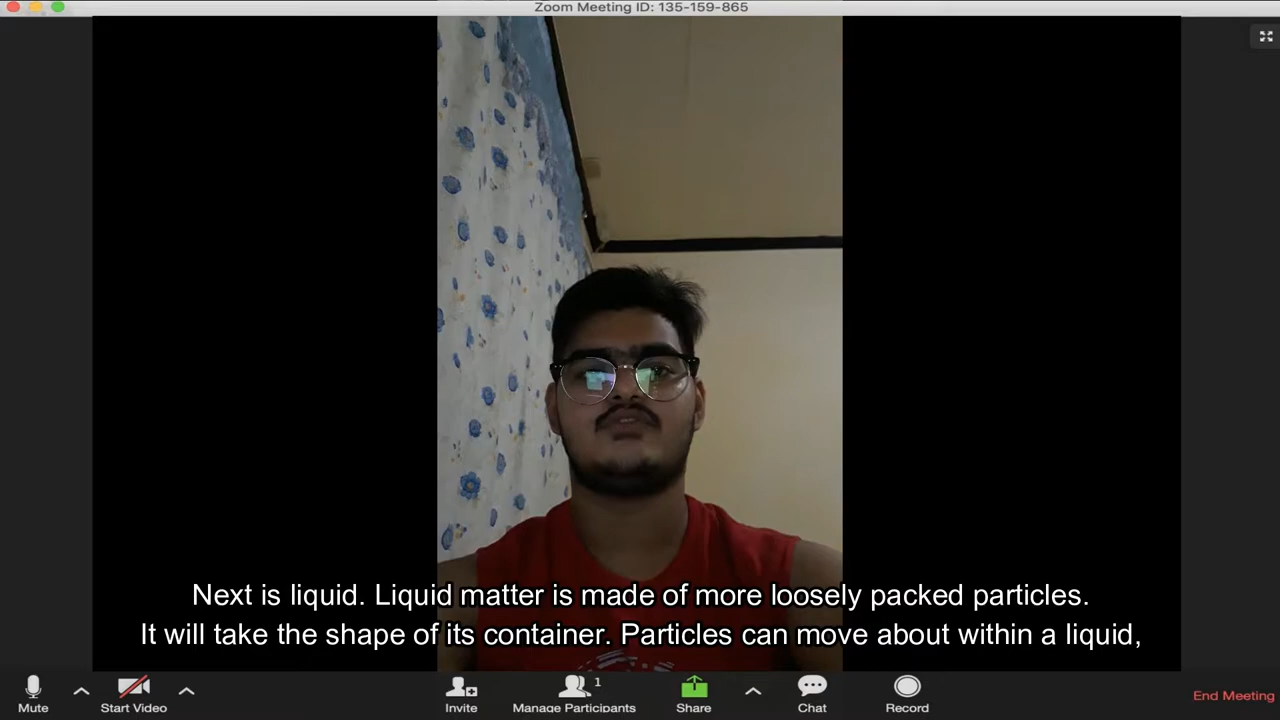 Zoom Meeting ID: 135-159-865
Next is liquid. Liquid matter is made of more loosely packed particles.
It will take the shape of its container. Particles can move about within a liquid,
1
Mute
Start Video
Invite
Manage Participants
Share
Chat
Record
End Meeting